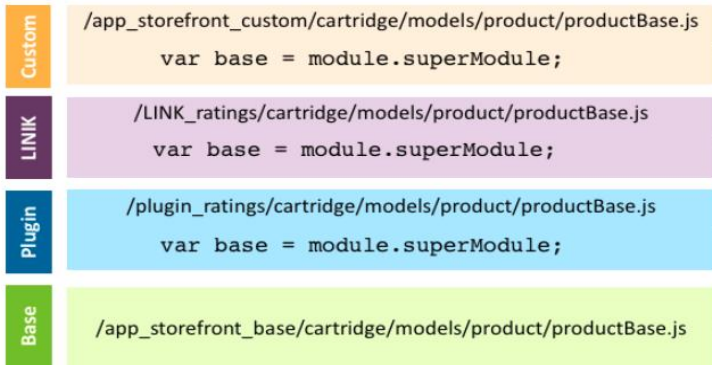 Custom
/app_storefront_custom/cartridge/models/product/productBase.js
var base = module.superModule;
LINIK
/LINK_ratings/cartridge/models/product/productBase.js
var base = module.superModule;
Plugin
/plugin_ratings/cartridge/models/product/productBase.js
var base = module.superModule;
Base
/app_storefront_base/cartridge/models/product/productBase.js